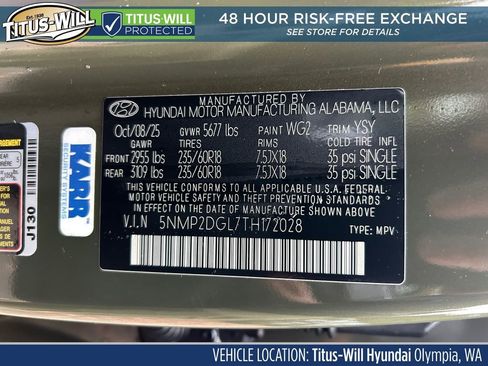 EST. 1938
TITUS-WILL
TITUS-WILL
PROTECTED
48 HOUR RISK-FREE EXCHANGE
SEE STORE FOR DETAILS
MANUFACTURED BY
HYUNDAI MOTOR MANUFACTURING ALABAMA, LLC
Oct/08/25 GVWR 5677 lbs PAINT WG2 TRIM YSY
GAWR TIRES RIMS COLD TIRE INFL
FRONT 2955 lbs 235/60R18 7.5JX18 35 psi SINGLE
REAR 3109 lbs 235/60R18 7.5JX18 35 psi SINGLE
THIS VEHICLE CONFORMS TO ALL APPLICABLE U.S.A. FEDERAL
MOTOR VEHICLE SAFETY, BUMPER, AND THEFT PREVENTION STANDARDS
IN EFFECT ON THE DATE OF MANUFACTURE SHOWN ABOVE.
V.I.N 5NMP2DGL7TH172028
TYPE: MPV
KARR
SECURITY SYSTEMS
J130
VEHICLE LOCATION: Titus-Will Hyundai Olympia, WA